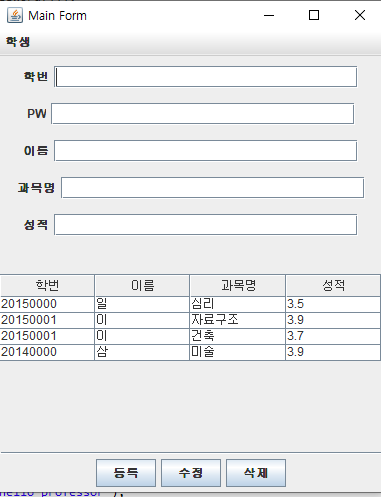 Main Form
학생
학번
PW
이름
과목명
성적
학번 이름 과목명 성적
20150000 일 심리 3.5
20150001 이 자료구조 3.9
20150001 이 건축 3.7
20140000 삼 미술 3.9
등록 수정 삭제
hello professor");